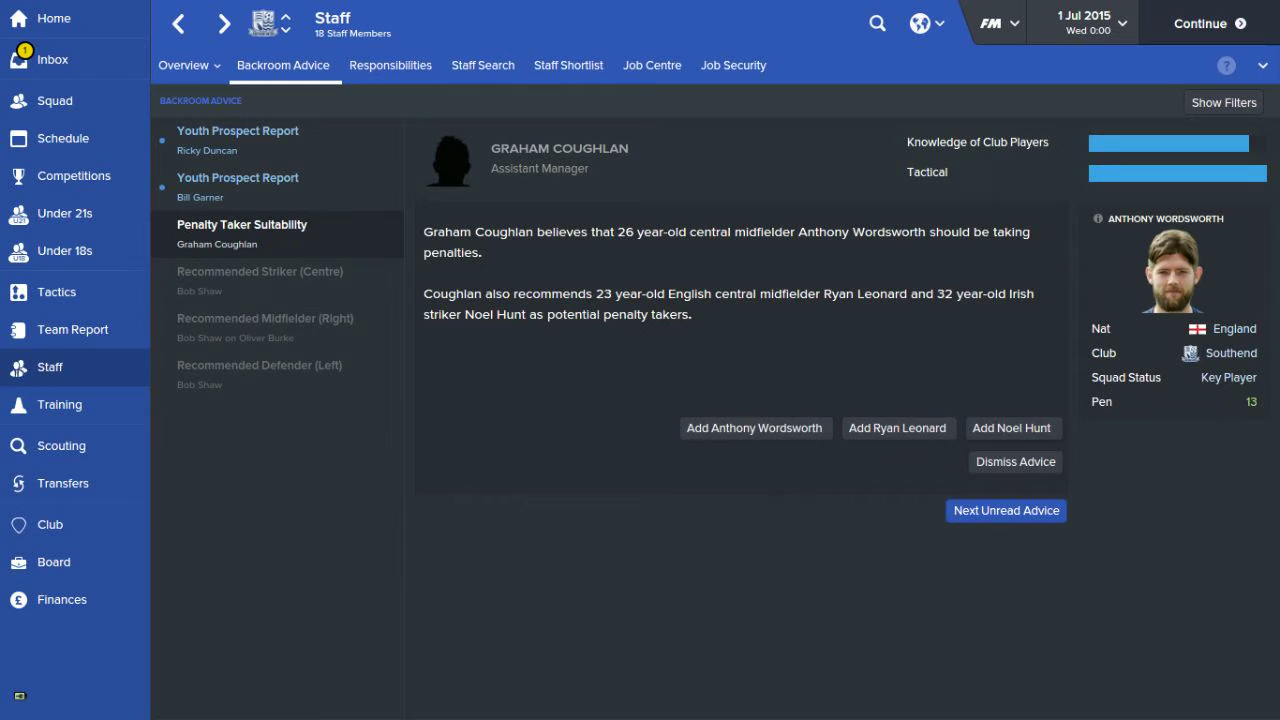 Home
1
Inbox
Squad
Schedule
Competitions
U21
Under 21s
U18
Under 18s
Tactics
Team Report
Staff
Training
Scouting
Transfers
Club
Board
£ Finances
Staff
18 Staff Members
FM
1 Jul 2015
Wed 0:00
Continue
Overview
Backroom Advice
Responsibilities
Staff Search
Staff Shortlist
Job Centre
Job Security
?
BACKROOM ADVICE
Show Filters
Youth Prospect Report
Ricky Duncan
Youth Prospect Report
Bill Garner
Penalty Taker Suitability
Graham Coughlan
Recommended Striker (Centre)
Bob Shaw
Recommended Midfielder (Right)
Bob Shaw on Oliver Burke
Recommended Defender (Left)
Bob Shaw
GRAHAM COUGHLAN
Assistant Manager
Knowledge of Club Players
Tactical
Graham Coughlan believes that 26 year-old central midfielder Anthony Wordsworth should be taking
penalties.
Coughlan also recommends 23 year-old English central midfielder Ryan Leonard and 32 year-old Irish
striker Noel Hunt as potential penalty takers.
Add Anthony Wordsworth
Add Ryan Leonard
Add Noel Hunt
Dismiss Advice
Next Unread Advice
ANTHONY WORDSWORTH
Nat England
Club Southend
Squad Status Key Player
Pen 13